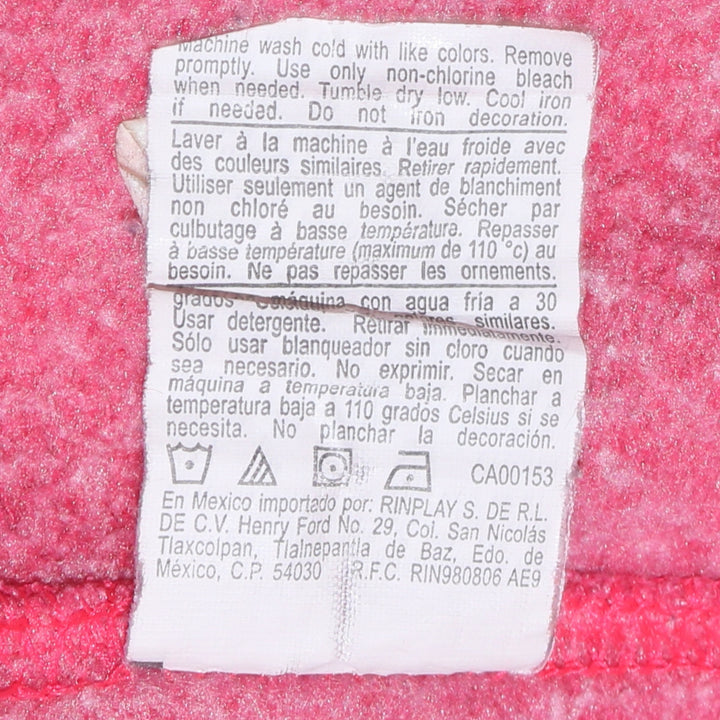 Machine wash cold with like colors. Remove
promptly. Use only non-chlorine bleach
when needed. Tumble dry low. Cool iron
if needed. Do not iron decoration.
Laver à la machine à l'eau froide avec
des couleurs similaires. Retirer rapidement.
Utiliser seulement un agent de blanchiment
non chloré au besoin. Sécher par
culbutage à basse température. Repasser
à basse température (maximum de 110 °c) au
besoin. Ne pas repasser les ornements.
máquina con agua fria a 30
grados similares.
Usar detergente. Retirar immediatamente.
Sólo usar blanqueador sin cloro cuando
sea necesario. No exprimir. Secar en
máquina a temperatura baja. Planchar a
temperatura baja a 110 grados Celsius si se
necesita. No planchar la decoración.
CA00153
En Mexico importado por: RINPLAY S. DE R.L.
DE C.V. Henry Ford No. 29, Col. San Nicolás
Tlaxcolpan, Tlalnepantla de Baz, Edo. de
México, C.P. 54030 R.F.C. RIN980806 AE9